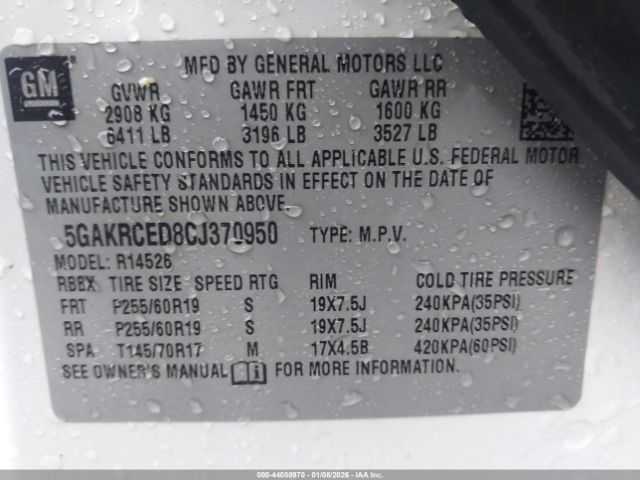 GM
MFD BY GENERAL MOTORS LLC
GVWR GAWR FRT GAWR RR
2908 KG 1450 KG 1600 KG
6411 LB 3196 LB 3527 LB
THIS VEHICLE CONFORMS TO ALL APPLICABLE U.S. FEDERAL MOTOR
VEHICLE SAFETY STANDARDS IN EFFECT ON THE DATE OF
MANUFACTURE SHOWN ABOVE.
5GAKRCED8CJ370950 TYPE: M.P.V.
MODEL: R14526
RBBX TIRE SIZE SPEED RTG RIM COLD TIRE PRESSURE
FRT P255/60R19 S 19X7.5J 240KPA(35PSI)
RR P255/60R19 S 19X7.5J 240KPA(35PSI)
SPA T145/70R17 M 17X4.5B 420KPA(60PSI)
SEE OWNER'S MANUAL i FOR MORE INFORMATION.
000-44058970 | 01/08/2026 | COPART/IAA